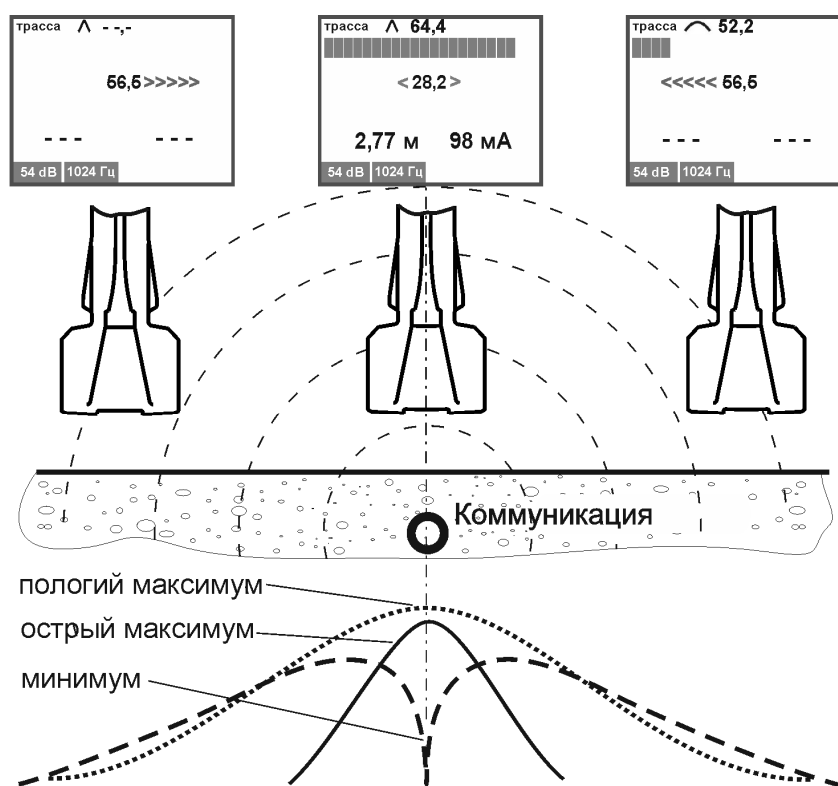 трасса ᐱ - -,-
56,5>>>>>
- - - - - -
54 dB 1024 Гц
трасса ᐱ 64,4
<28,2>
2,77 м 98 мА
54 dB 1024 Гц
трасса ⌒ 52,2
<<<<< 56,5
- - - - - -
54 dB 1024 Гц
Коммуникация
пологий максимум
острый максимум
минимум